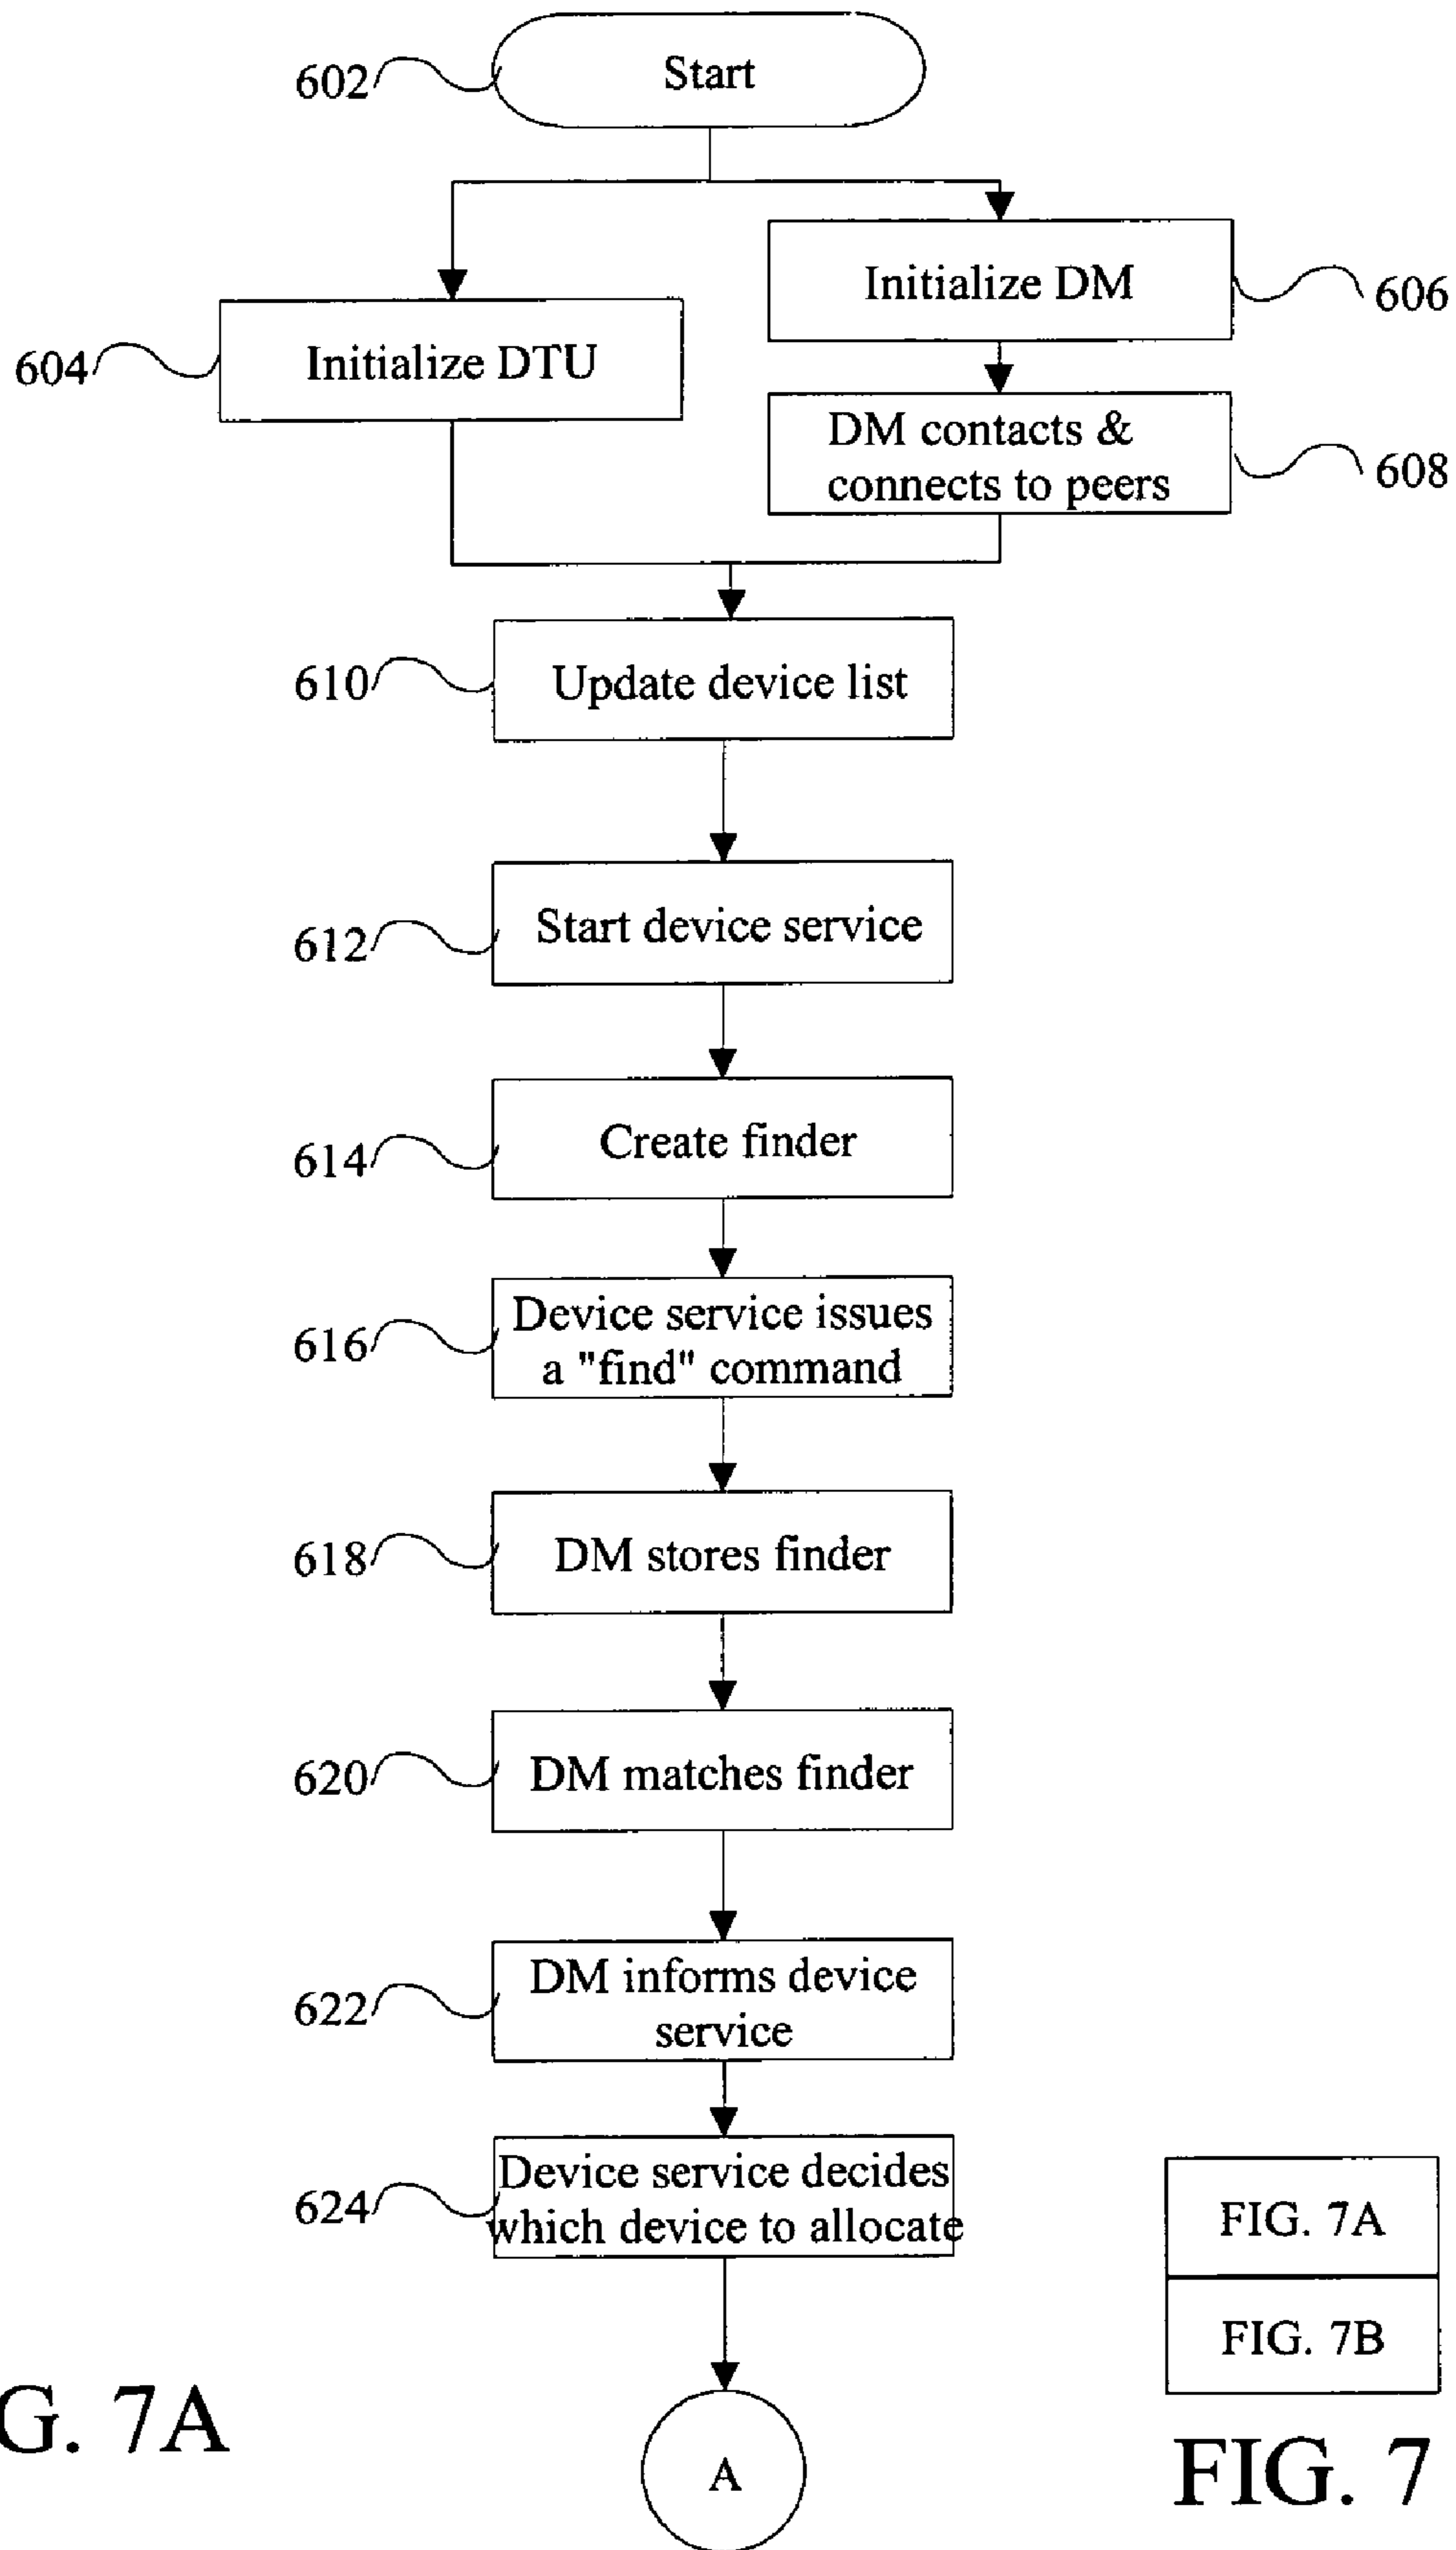 602
Start
Initialize DM
606
604
Initialize DTU
DM contacts &
connects to peers
608
610
Update device list
612
Start device service
614
Create finder
616
Device service issues
a "find" command
618
DM stores finder
620
DM matches finder
622
DM informs device
service
624
Device service decides
which device to allocate
FIG. 7A
FIG. 7B
G. 7A
A
FIG. 7